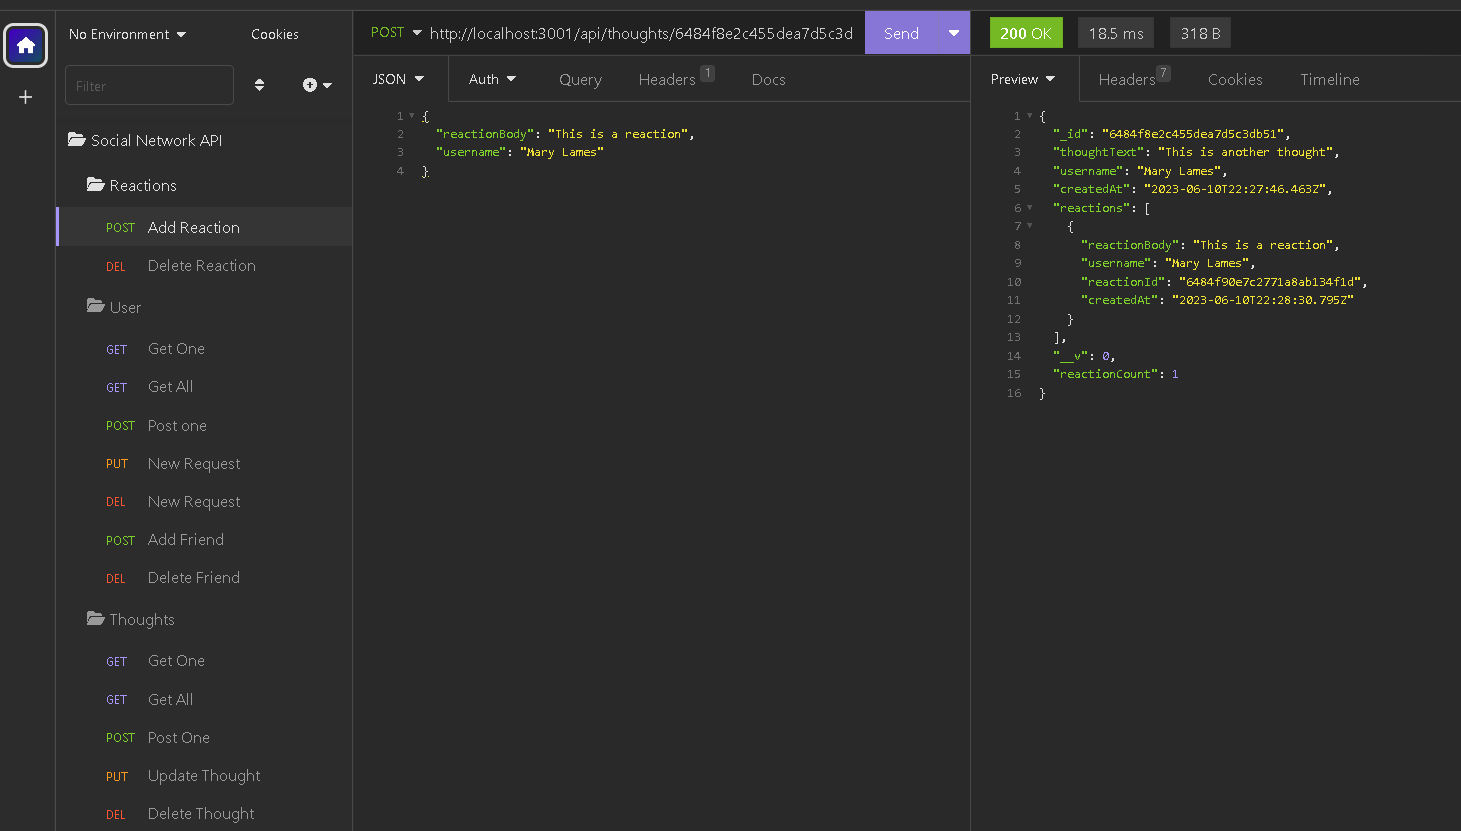 No Environment
Cookies
Filter
Social Network API
Reactions
POST Add Reaction
DEL Delete Reaction
User
GET Get One
GET Get All
POST Post one
PUT New Request
DEL New Request
POST Add Friend
DEL Delete Friend
Thoughts
GET Get One
GET Get All
POST Post One
PUT Update Thought
DEL Delete Thought
POST http://localhost:3001/api/thoughts/6484f8e2c455dea7d5c3d Send
JSON Auth Query Headers 1 Docs
1 {
2 "reactionBody": "This is a reaction",
3 "username": "Mary Lames"
4 }
200 OK 18.5 ms 318 B
Preview Headers 7 Cookies Timeline
1 {
2 "_id": "6484f8e2c455dea7d5c3db51",
3 "thoughtText": "This is another thought",
4 "username": "Mary Lames",
5 "createdAt": "2023-06-10T22:27:46.463Z",
6 "reactions": [
7 {
8 "reactionBody": "This is a reaction",
9 "username": "Mary Lames",
10 "reactionId": "6484f90e7c2771a8ab134f1d",
11 "createdAt": "2023-06-10T22:28:30.795Z"
12 }
13 ],
14 "__v": 0,
15 "reactionCount": 1
16 }